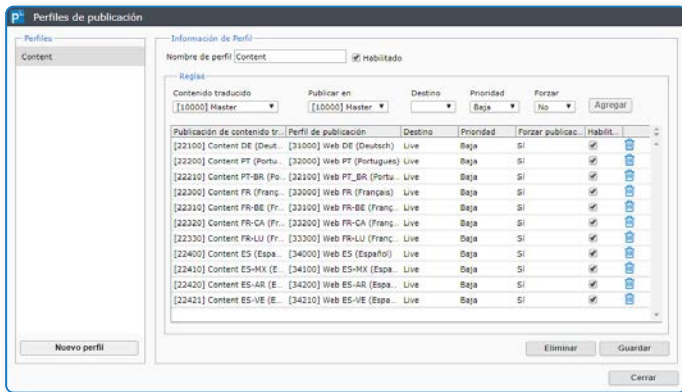 Perfiles de publicación
Perfiles
Content
Nuevo perfil
Información de Perfil
Nombre de perfil Content Habilitado
Reglas
Contenido traducido Publicar en Destino Prioridad Forzar
[10000] Master [10000] Master Baja No Agregar
Publicación de contenido tr... Perfil de publicación Destino Prioridad Forzar publicac... Habilit...
[22100] Content DE (Deut... [31000] Web DE (Deutsch) Live Baja Sí
[22200] Content PT (Portu... [32000] Web PT (Portugues) Live Baja Sí
[22210] Content PT-BR (Po... [32100] Web PT_BR (Portu... Live Baja Sí
[22300] Content FR (Franç... [33000] Web FR (Français) Live Baja Sí
[22310] Content FR-BE (Fr... [33100] Web FR-BE (Franç... Live Baja Sí
[22320] Content FR-CA (Fr... [33200] Web FR-CA (Franç... Live Baja Sí
[22330] Content FR-LU (Fr... [33300] Web FR-LU (Franç... Live Baja Sí
[22400] Content ES (Espa... [34000] Web ES (Español) Live Baja Sí
[22410] Content ES-MX (E... [34100] Web ES-MX (Espa... Live Baja Sí
[22420] Content ES-AR (E... [34200] Web ES-AR (Espa... Live Baja Sí
[22421] Content ES-VE (E... [34210] Web ES-VE (Espa... Live Baja Sí
Eliminar Guardar
Cerrar